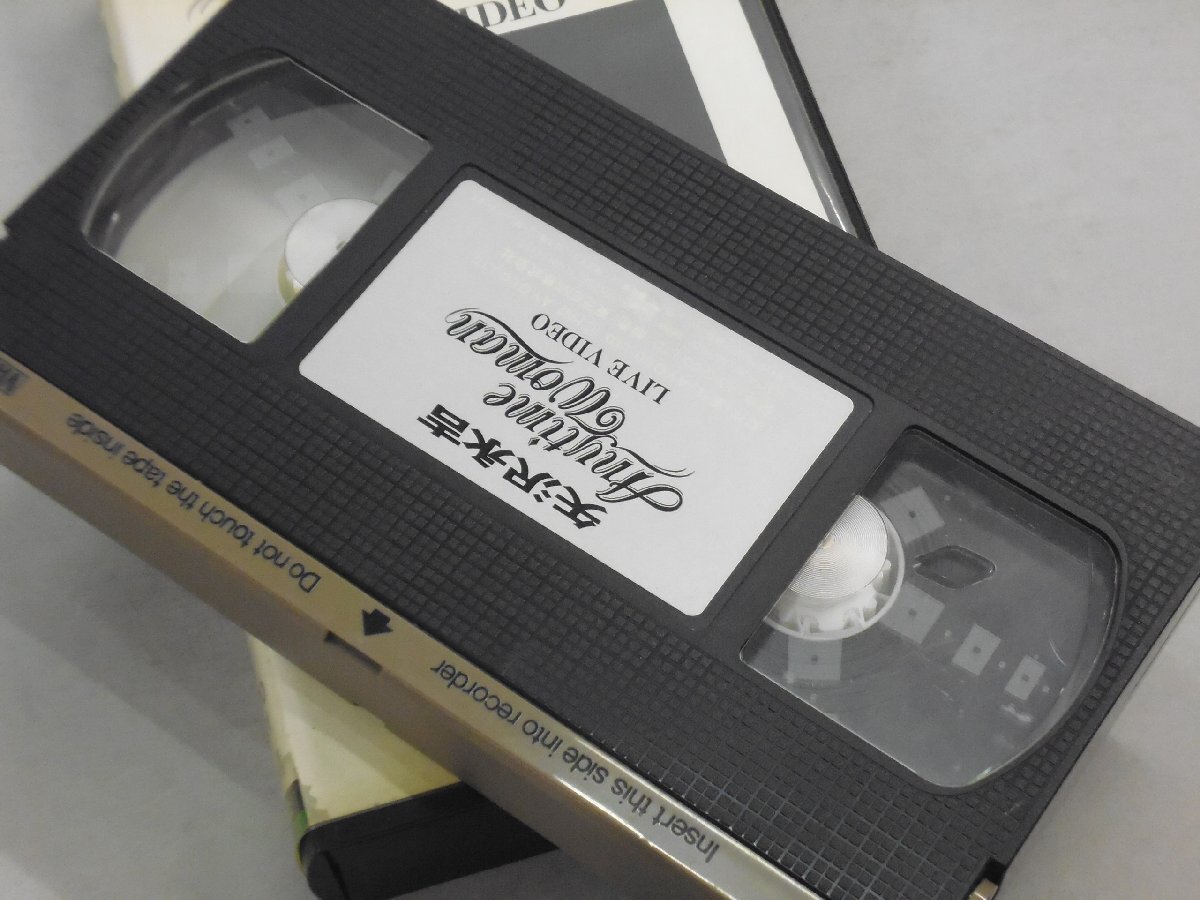 矢沢永吉
Anytime
Woman
LIVE VIDEO
Insert this side into recorder
Do not touch the tape inside
VIDEO